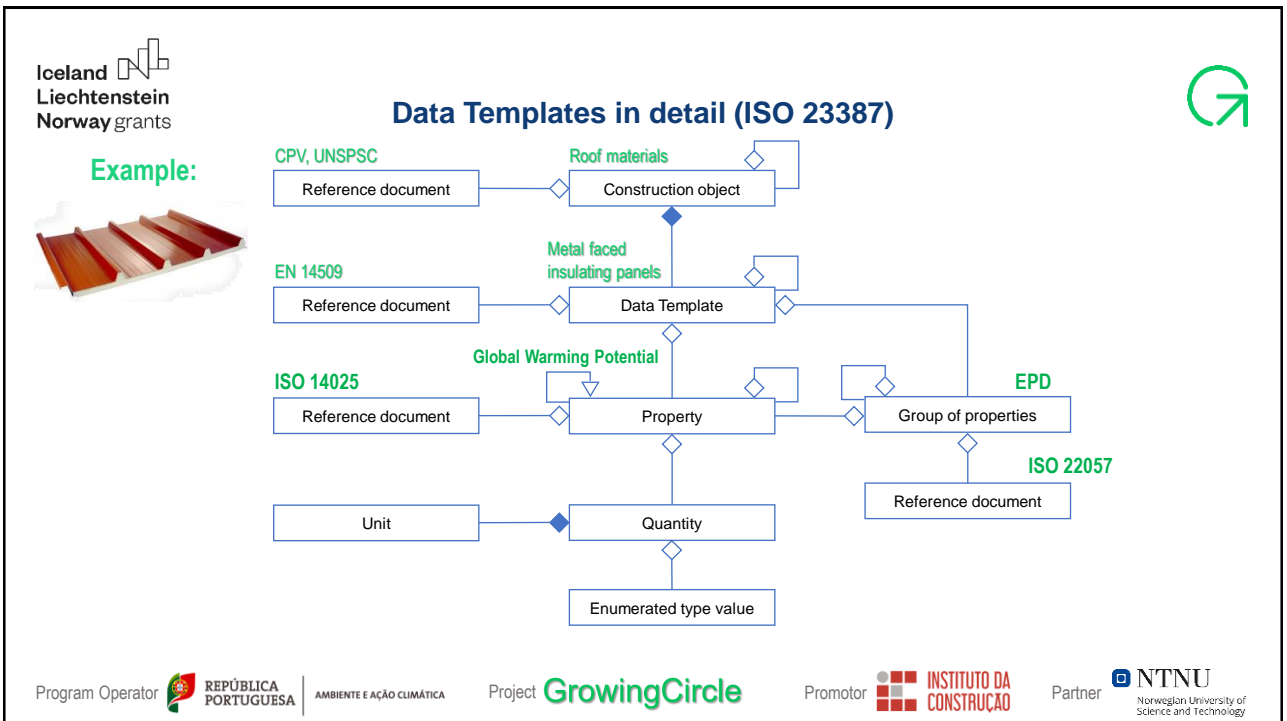 Iceland
Liechtenstein
Norway grants
Data Templates in detail (ISO 23387)
Example:
CPV, UNSPSC
Roof materials
Reference document
Construction object
EN 14509
Metal faced
insulating panels
Reference document
Data Template
Global Warming Potential
ISO 14025
EPD
Reference document
Property
Group of properties
ISO 22057
Reference document
Unit
Quantity
Enumerated type value
Program Operator
REPÚBLICA
PORTUGUESA
AMBIENTE E AÇÃO CLIMÁTICA
Project GrowingCircle
Promotor
INSTITUTO DA
CONSTRUÇÃO
Partner
NTNU
Norwegian University of
Science and Technology